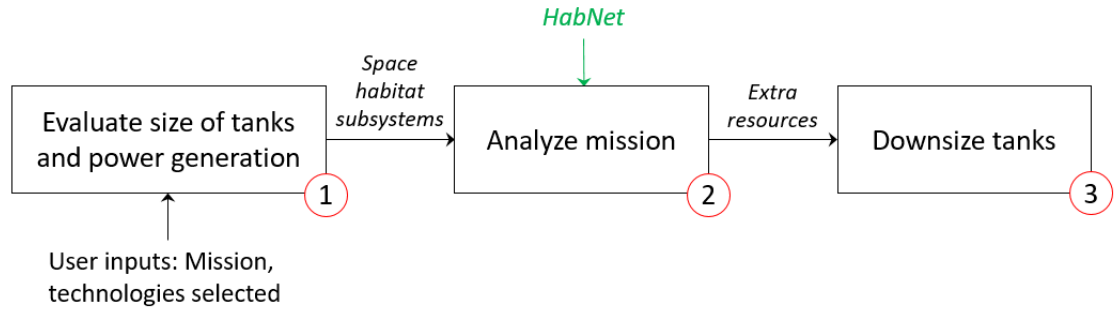 HabNet
Space
habitat
subsystems
Extra
resources
Evaluate size of tanks
and power generation
Analyze mission
Downsize tanks
1
2
3
User inputs: Mission,
technologies selected